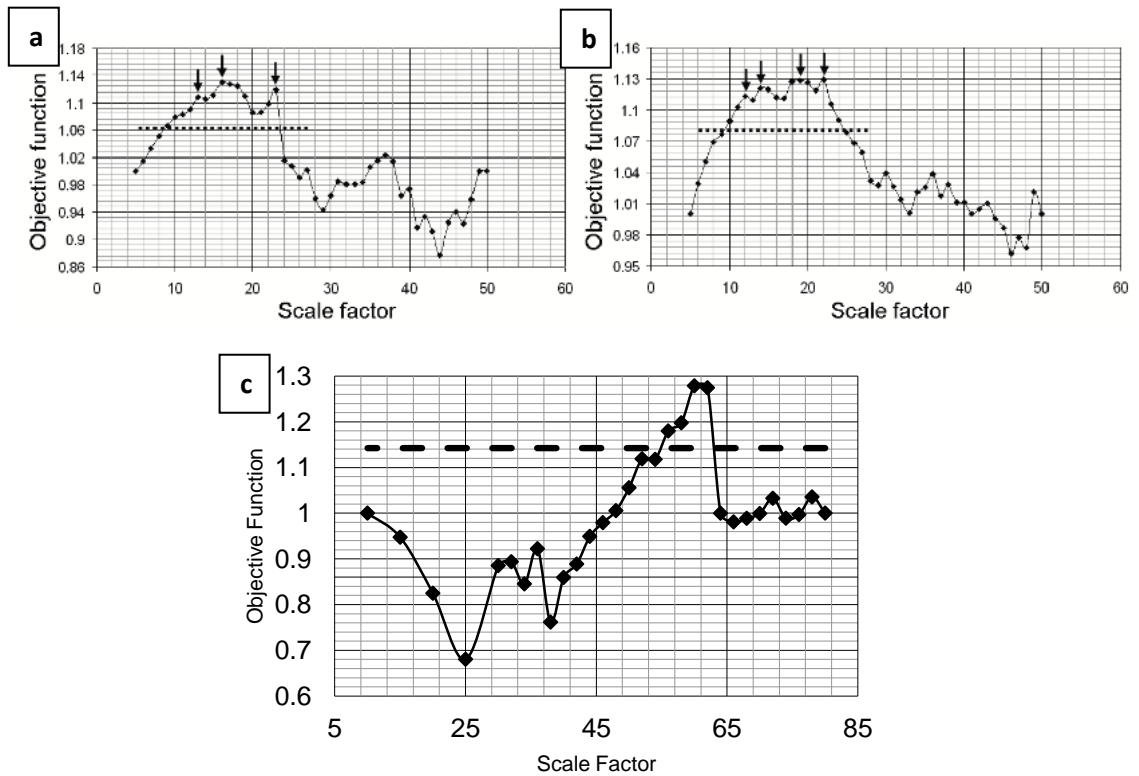 a
1.18
1.14
1.1
1.06
1.02
0.98
0.94
0.9
0.86
0 10 20 30 40 50 60
Objective function
Scale factor
b
1.16
1.13
1.10
1.07
1.04
1.01
0.98
0.95
0 10 20 30 40 50 60
Objective function
Scale factor
c
1.3
1.2
1.1
1
0.9
0.8
0.7
0.6
5 25 45 65 85
Objective Function
Scale Factor